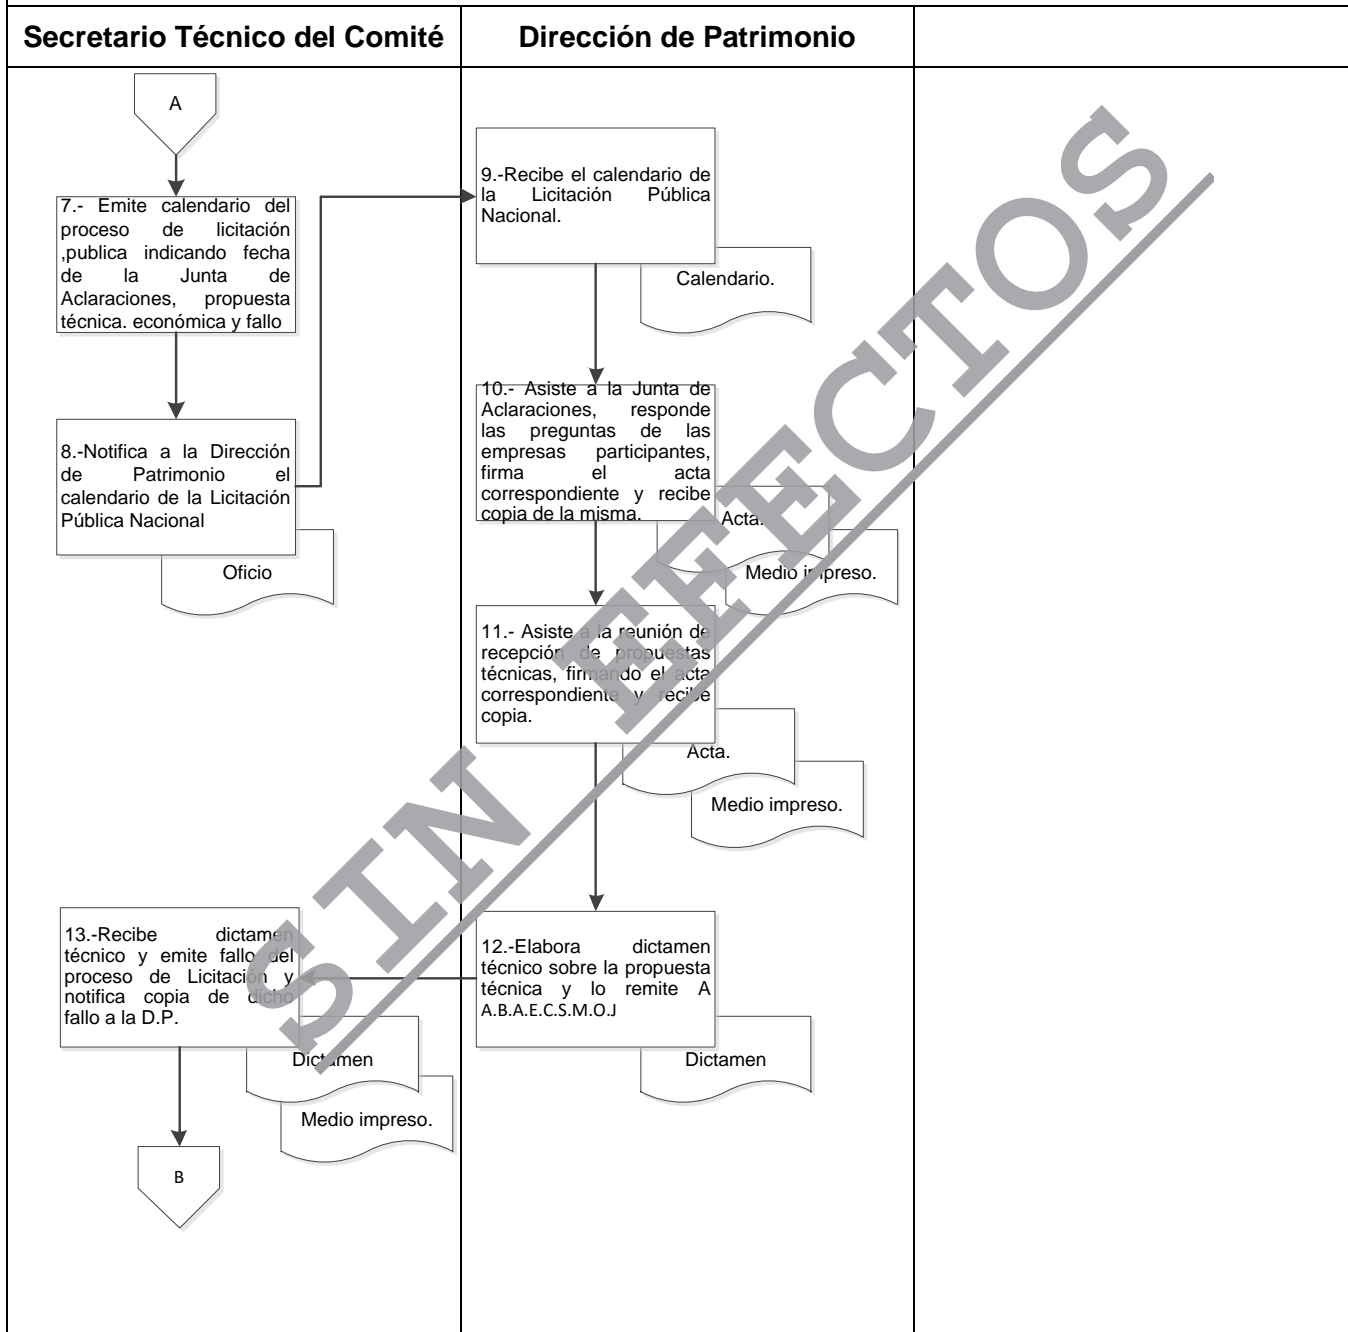 Secretario Técnico del Comité
Dirección de Patrimonio
A
7.- Emite calendario del
proceso de licitación
,publica indicando fecha
de la Junta de
Aclaraciones, propuesta
técnica. económica y fallo
8.-Notifica a la Dirección
de Patrimonio el
calendario de la Licitación
Pública Nacional
Oficio
9.-Recibe el calendario de
la Licitación Pública
Nacional.
Calendario.
10.- Asiste a la Junta de
Aclaraciones, responde
las preguntas de las
empresas participantes,
firma el acta
correspondiente y recibe
copia de la misma.
Acta.
Medio impreso.
11.- Asiste a la reunión de
recepción de propuestas
técnicas, firmando el acta
correspondiente y recibe
copia.
Acta.
Medio impreso.
12.-Elabora dictamen
técnico sobre la propuesta
técnica y lo remite A
A.B.A.E.C.S.M.O.J
Dictamen
13.-Recibe dictamen
técnico y emite fallo del
proceso de Licitación y
notifica copia de dicho
fallo a la D.P.
Dictamen
Medio impreso.
B
SIN EFECTOS